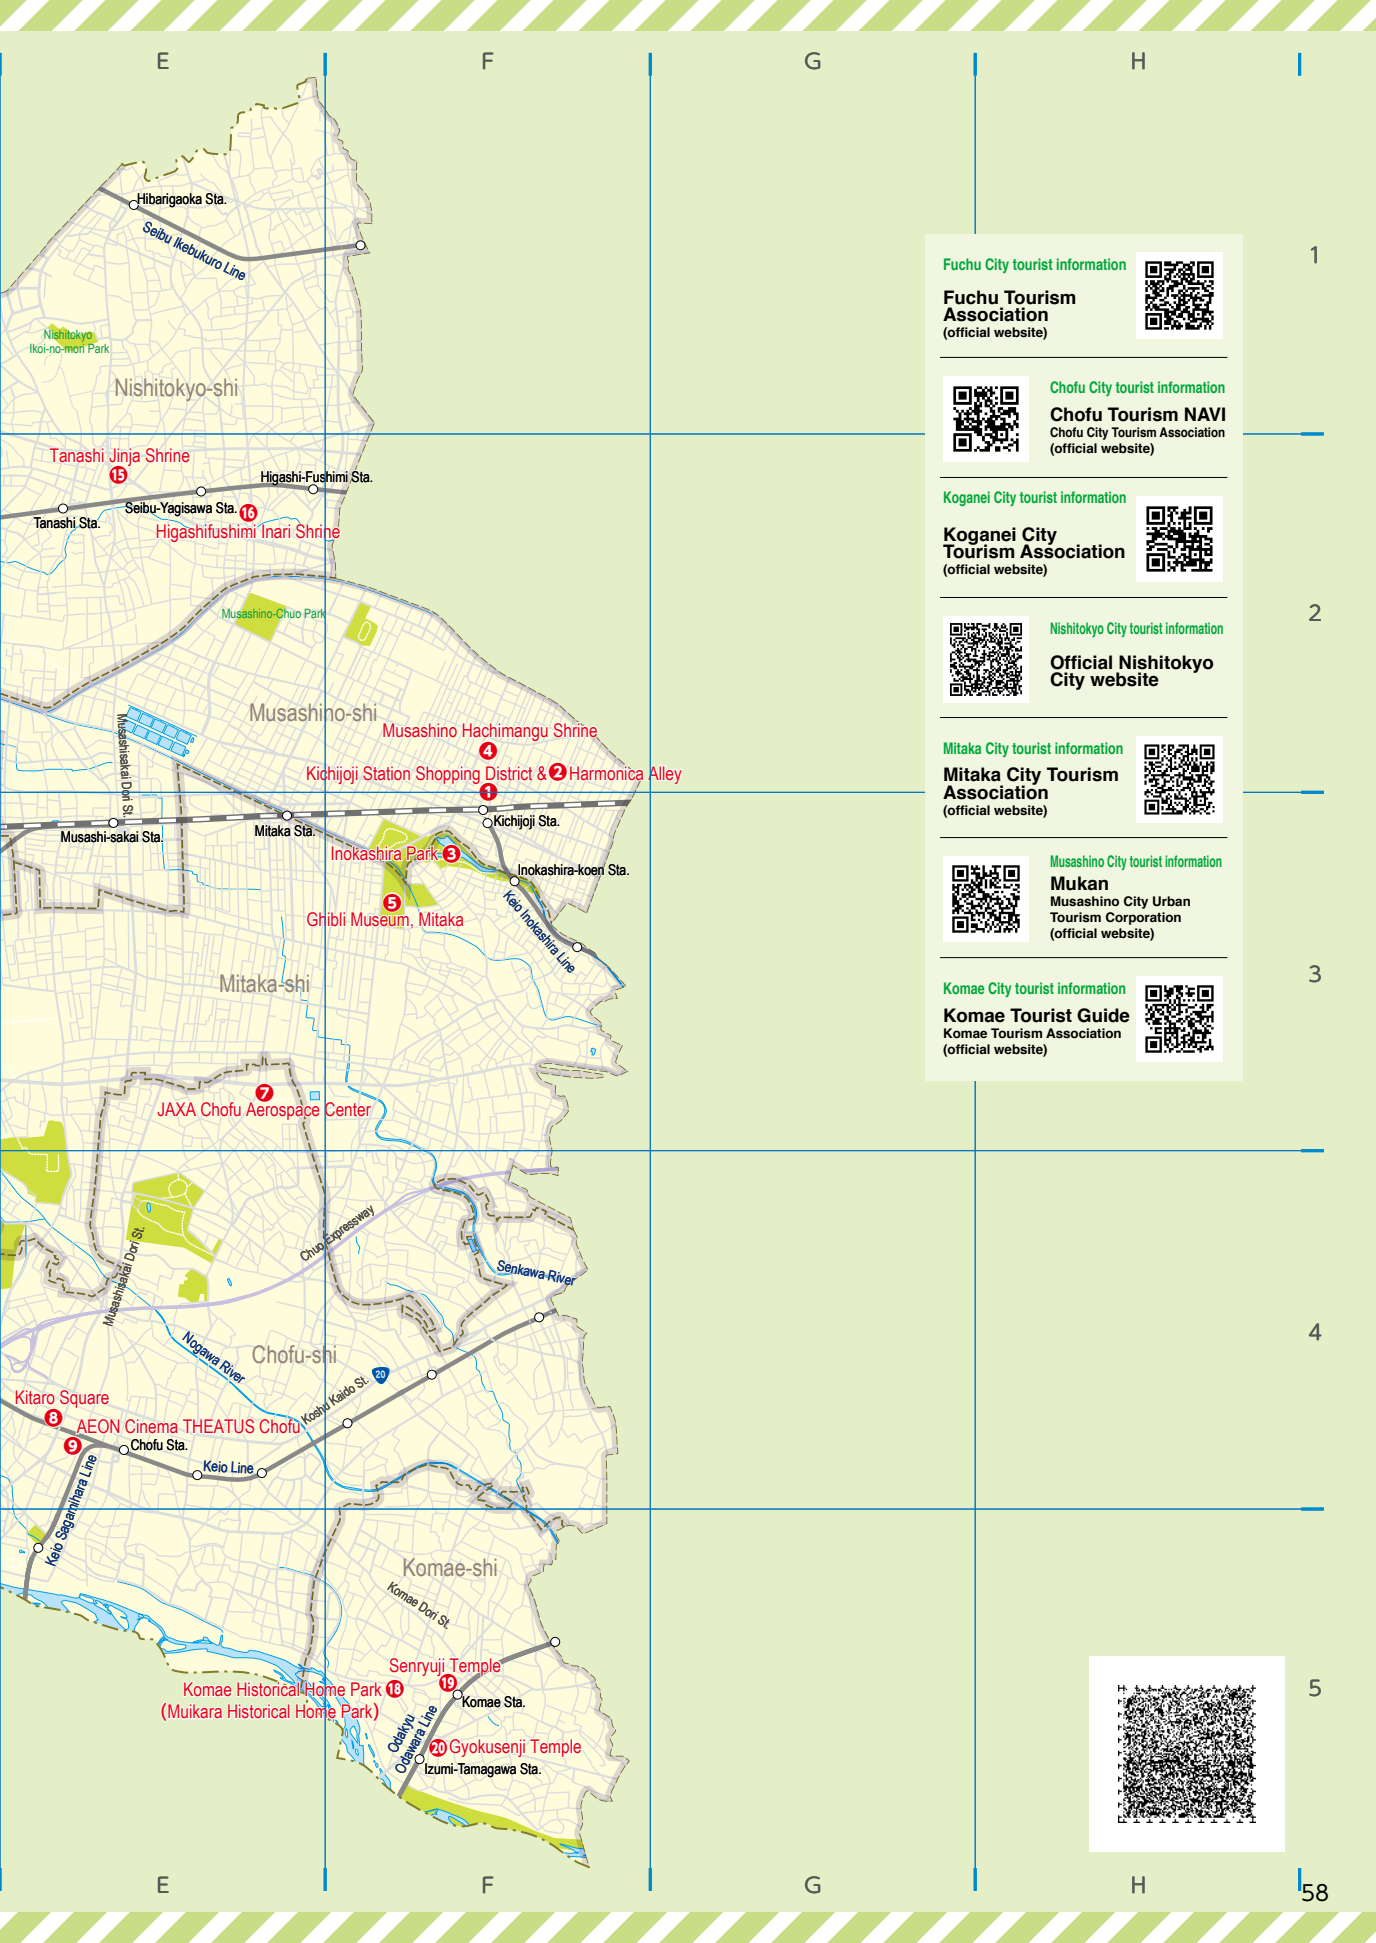 E
F
G
H
Hibarigaoka Sta.
Seibu Ikebukuro Line
1
Nishitokyo
Ikoi-no-mori Park
Nishitokyo-shi
Tanashi Jinja Shrine
15
Higashi-Fushimi Sta.
Tanashi Sta.
Seibu-Yagisawa Sta.
16
Higashifushimi Inari Shrine
Musashino-Chuo Park
2
Musashino-shi
Musashisakai Dori St.
Musashino Hachimangu Shrine
4
Kichijoji Station Shopping District & 2 Harmonica Alley
1
Musashi-sakai Sta.
Mitaka Sta.
Kichijoji Sta.
Inokashira Park 3
Inokashira-koen Sta.
5
Ghibli Museum, Mitaka
Keio Inokashira Line
Mitaka-shi
3
7
JAXA Chofu Aerospace Center
Musashisakai Dori St.
Chuo Expressway
Senkawa River
Nogawa River
Chofu-shi
4
Koshu Kaido St.
20
Kitaro Square
8
AEON Cinema THEATUS Chofu
9
Chofu Sta.
Keio Line
Keio Sagamihara Line
Komae-shi
Komae Dori St.
Senryuji Temple
19
Komae Historical Home Park 18
(Muikara Historical Home Park)
Komae Sta.
Odakyu
Odawara Line
20 Gyokusenji Temple
Izumi-Tamagawa Sta.
5
Fuchu City tourist information
Fuchu Tourism
Association
(official website)
Chofu City tourist information
Chofu Tourism NAVI
Chofu City Tourism Association
(official website)
Koganei City tourist information
Koganei City
Tourism Association
(official website)
Nishitokyo City tourist information
Official Nishitokyo
City website
Mitaka City tourist information
Mitaka City Tourism
Association
(official website)
Musashino City tourist information
Mukan
Musashino City Urban
Tourism Corporation
(official website)
Komae City tourist information
Komae Tourist Guide
Komae Tourism Association
(official website)
E
F
G
H
58